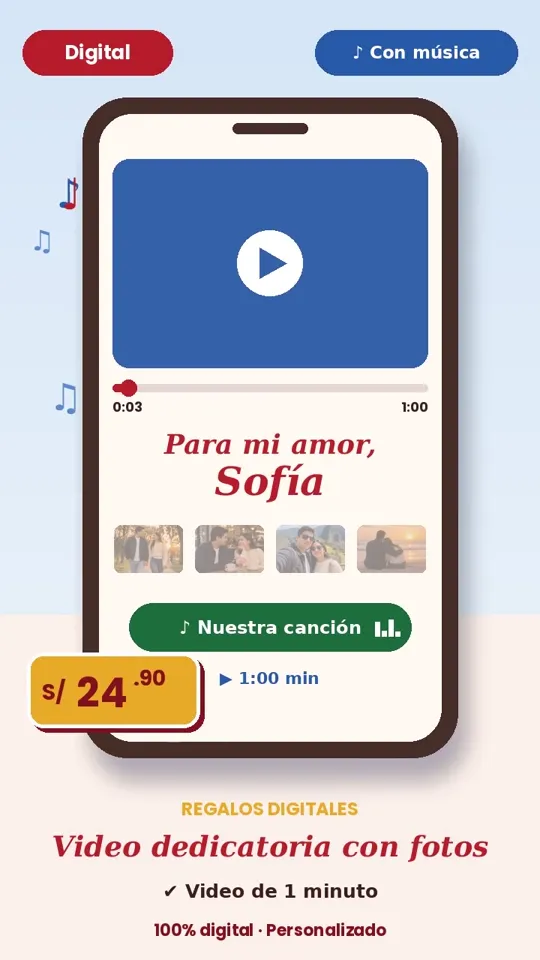 Digital
♪ Con música
0:03
1:00
Para mi amor,
Sofía
♪ Nuestra canción
S/ 24.90
▶ 1:00 min
REGALOS DIGITALES
Video dedicatoria con fotos
✔ Video de 1 minuto
100% digital · Personalizado